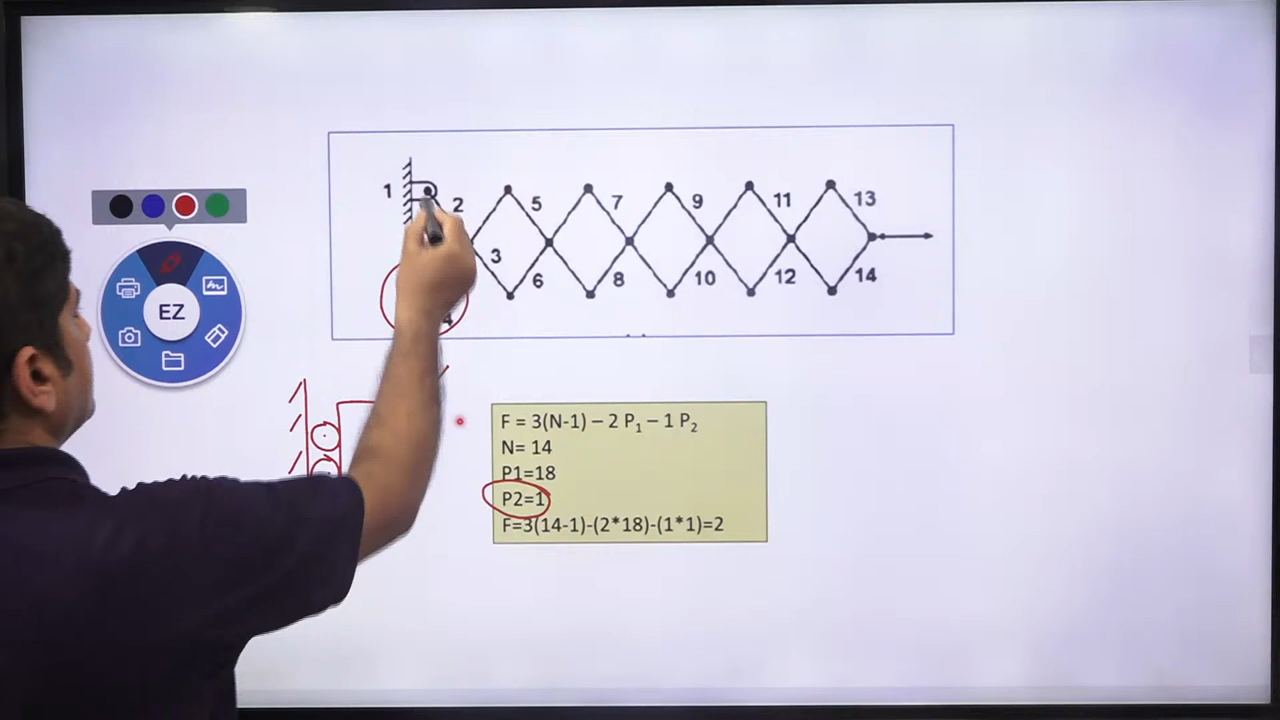 1 2 5 7 9 11 13
3 6 8 10 12 14
4
EZ
F = 3(N-1) – 2 P₁ – 1 P₂
N= 14
P1=18
P2=1
F=3(14-1)-(2*18)-(1*1)=2